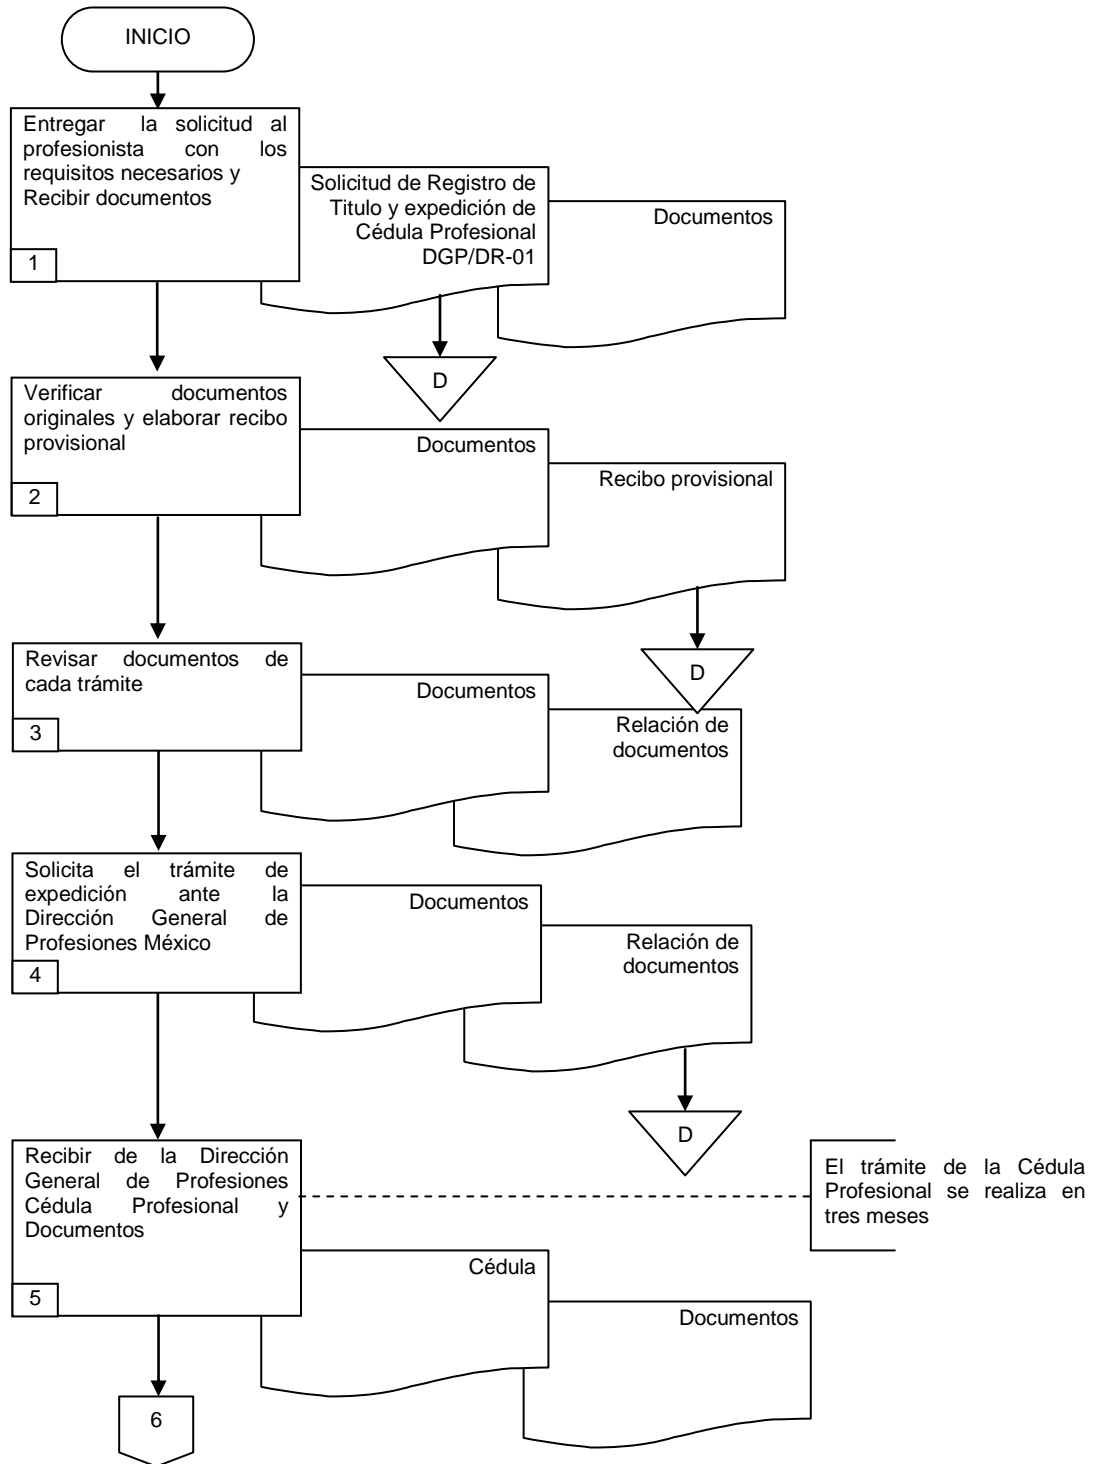 INICIO
Entregar la solicitud al
profesionista con los
requisitos necesarios y
Recibir documentos
1
Solicitud de Registro de
Titulo y expedición de
Cédula Profesional
DGP/DR-01
Documentos
D
Verificar documentos
originales y elaborar recibo
provisional
2
Documentos
Recibo provisional
D
Revisar documentos de
cada trámite
3
Documentos
Relación de
documentos
Solicita el trámite de
expedición ante la
Dirección General de
Profesiones México
4
Documentos
Relación de
documentos
D
Recibir de la Dirección
General de Profesiones
Cédula Profesional y
Documentos
5
El trámite de la Cédula
Profesional se realiza en
tres meses
Cédula
Documentos
6